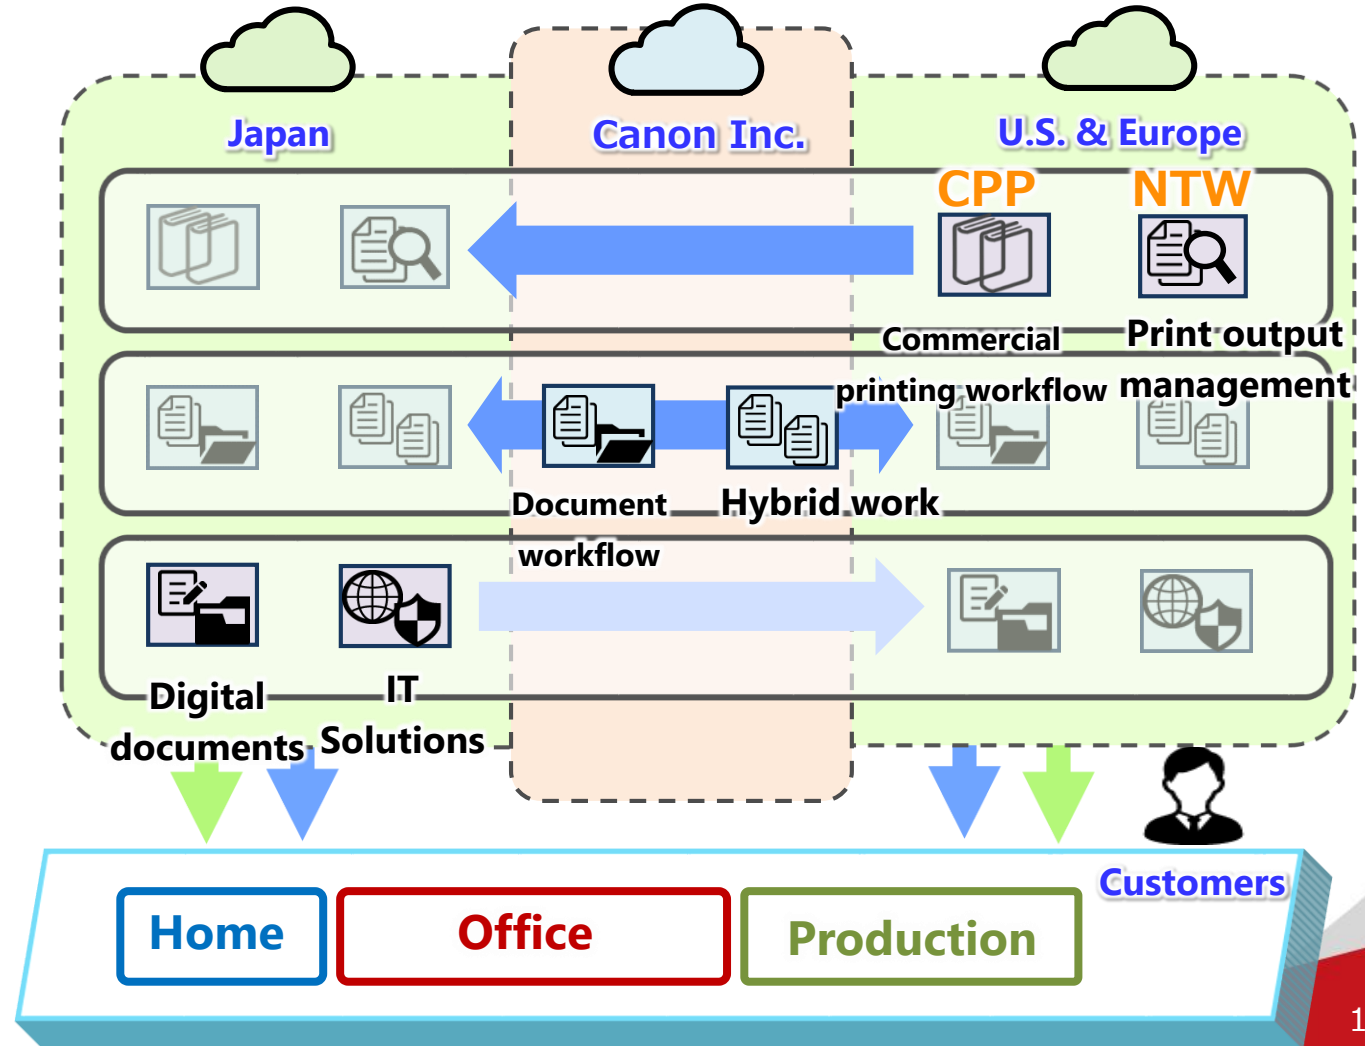 Japan
Canon Inc.
U.S. & Europe
CPP
NTW
Commercial
printing workflow
Print output
management
Document
workflow
Hybrid work
Digital
documents
IT
Solutions
Customers
Home
Office
Production
1